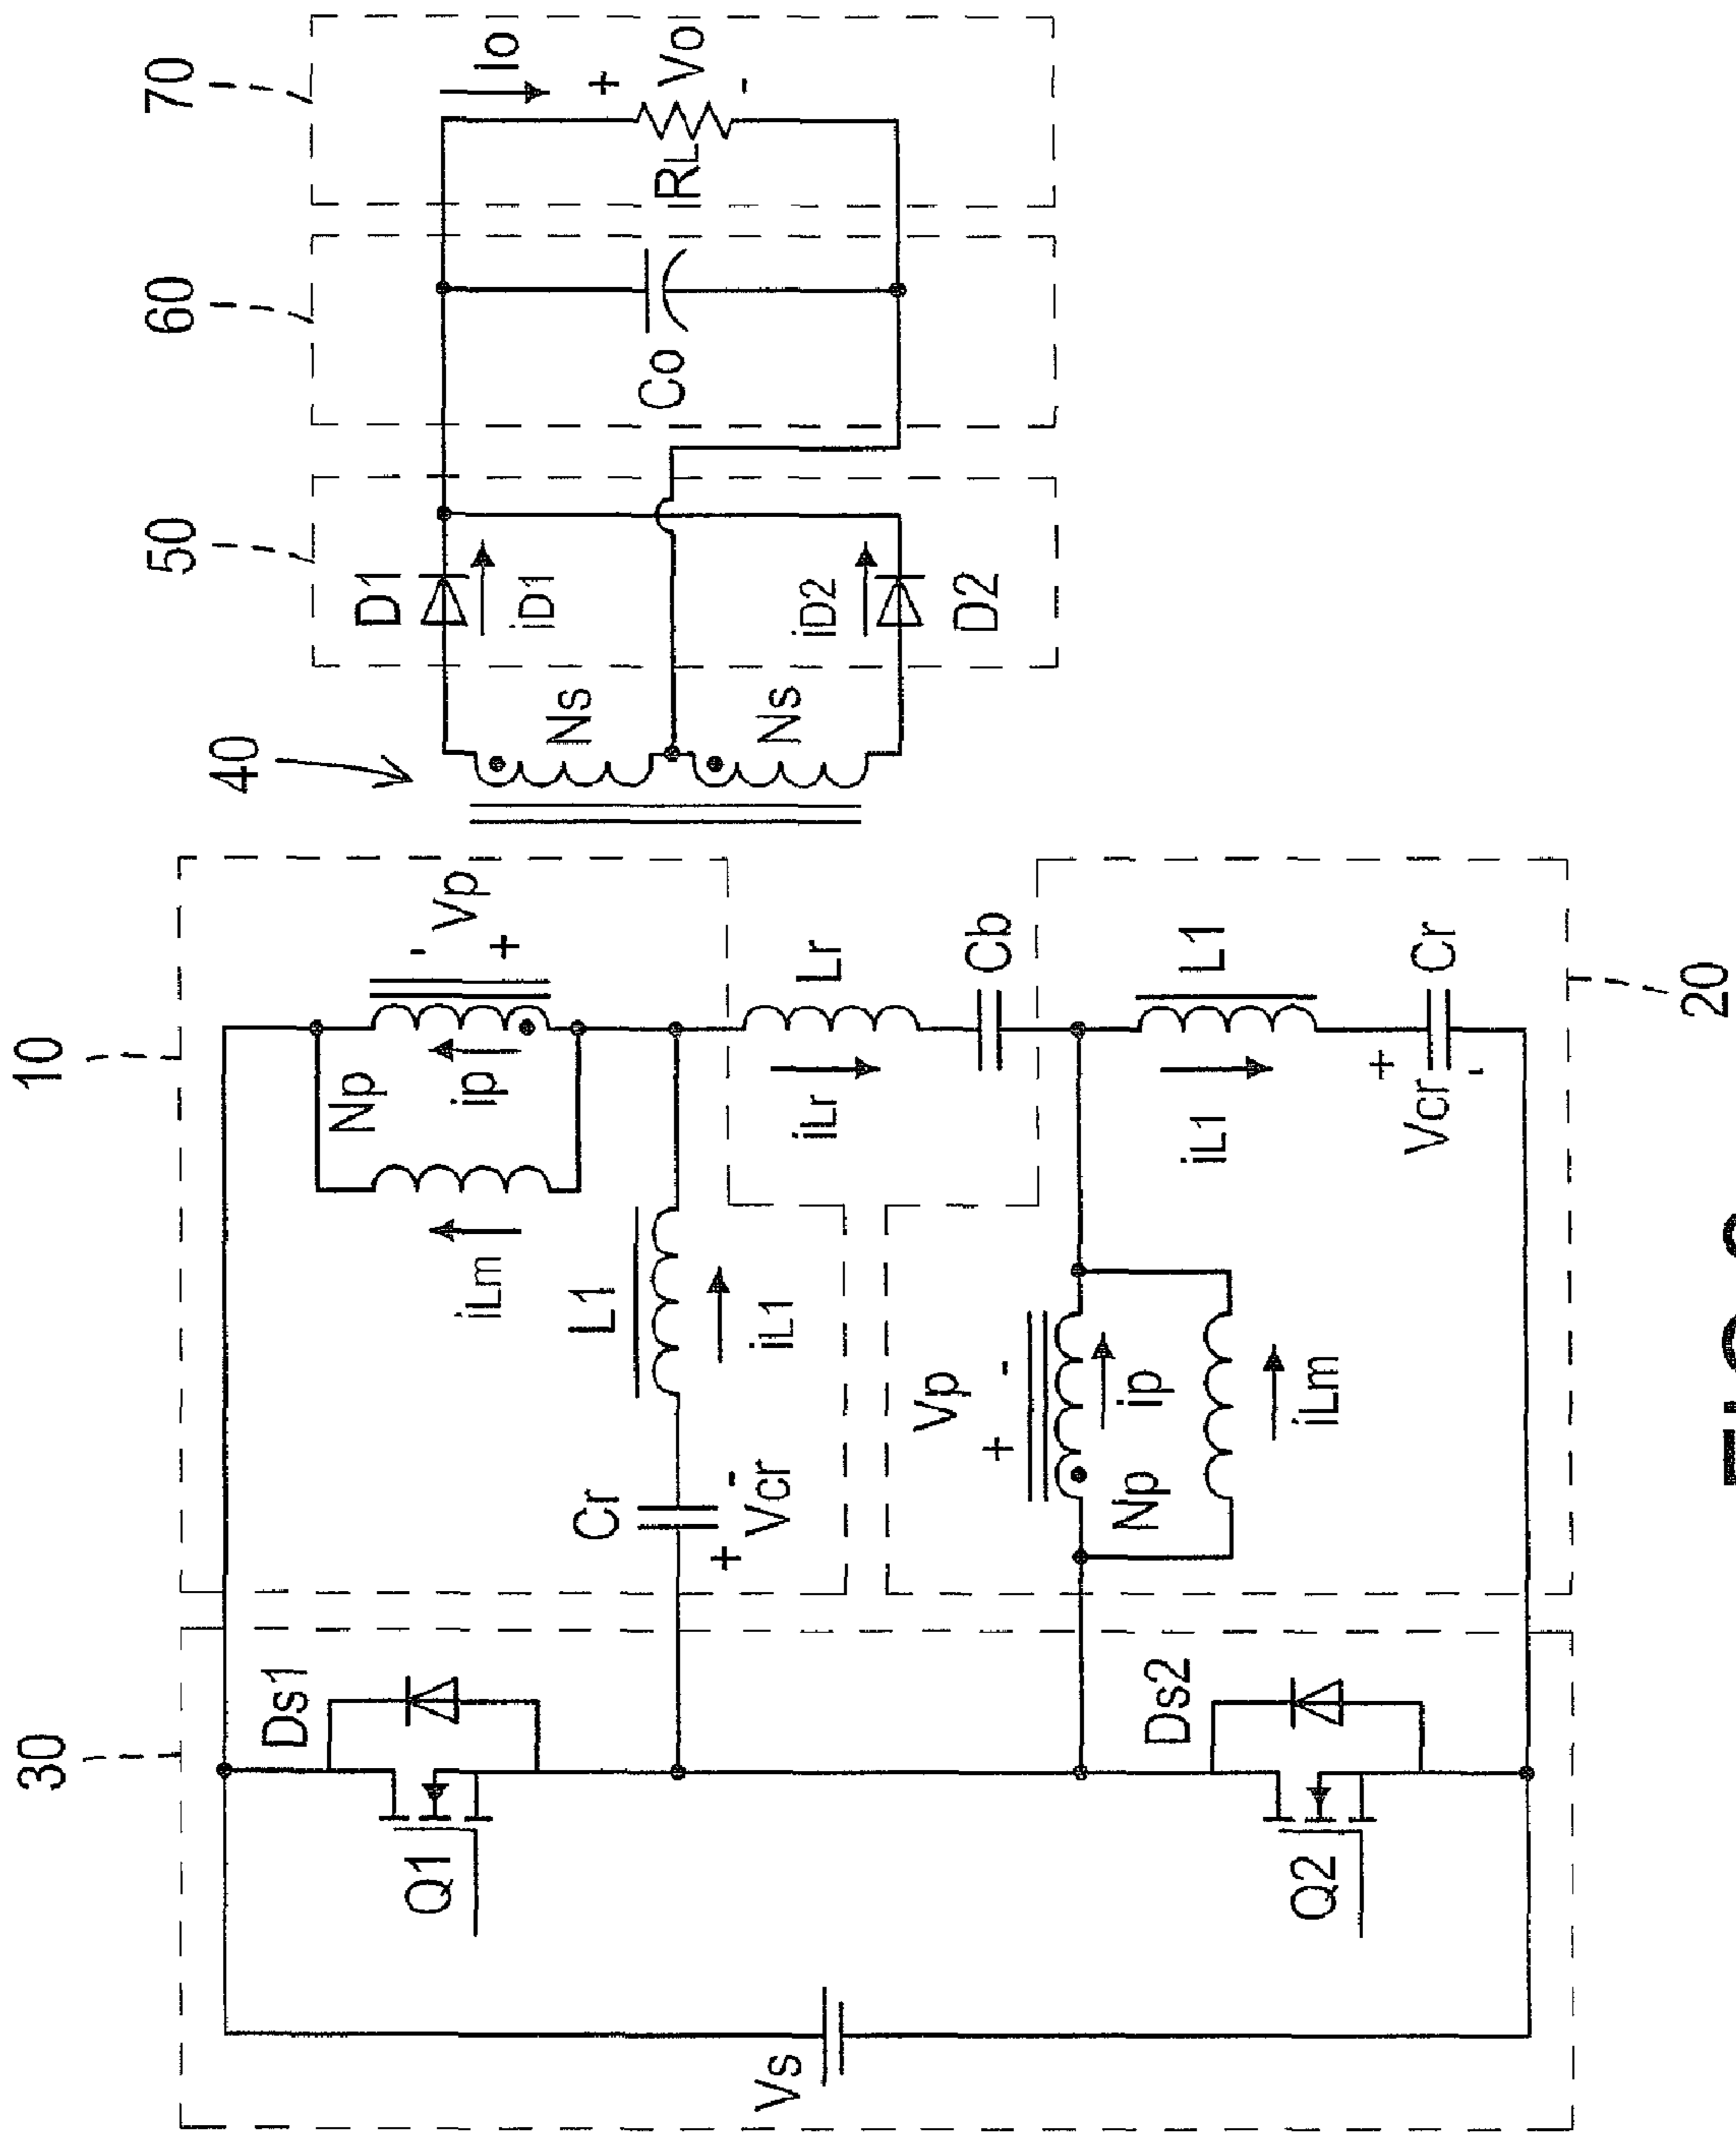 30
10
40
50
60
70
Ds1
Q1
Vs
Ds2
Q2
Np
ip
-
Vp
+
iLm
L1
iL1
Cr
+
-
Vcr
Lr
iLr
Cb
Vp
+
-
ip
Np
iLm
L1
iL1
+
Vcr
-
Cr
20
Ns
Ns
D1
iD1
iD2
D2
Co
RL
Io
+
Vo
-